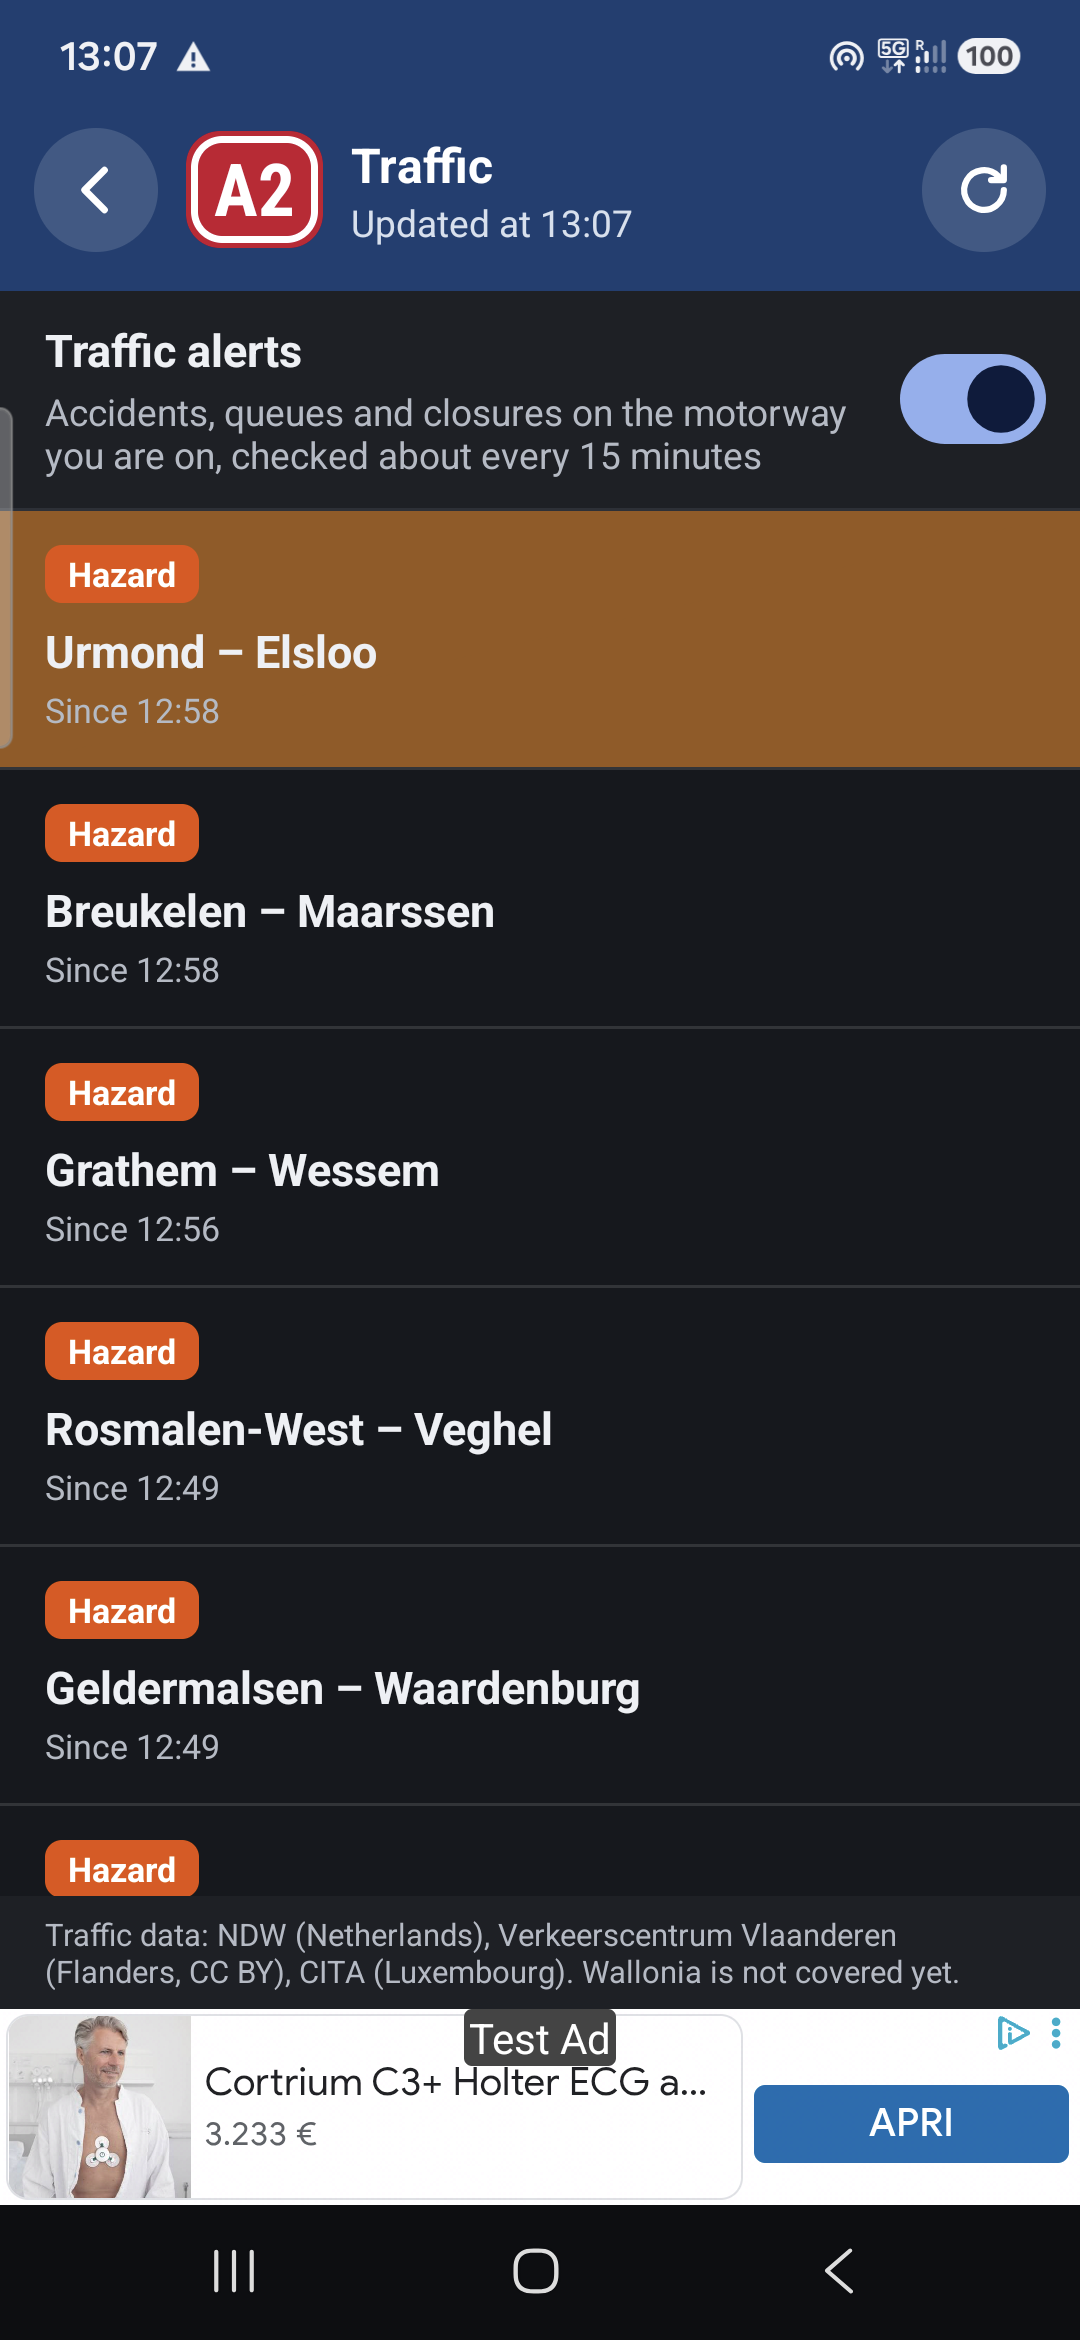 13:07
5G R 100
A2
Traffic
Updated at 13:07
Traffic alerts
Accidents, queues and closures on the motorway
you are on, checked about every 15 minutes
Hazard
Urmond – Elsloo
Since 12:58
Hazard
Breukelen – Maarssen
Since 12:58
Hazard
Grathem – Wessem
Since 12:56
Hazard
Rosmalen-West – Veghel
Since 12:49
Hazard
Geldermalsen – Waardenburg
Since 12:49
Hazard
Traffic data: NDW (Netherlands), Verkeerscentrum Vlaanderen
(Flanders, CC BY), CITA (Luxembourg). Wallonia is not covered yet.
Test Ad
Cortrium C3+ Holter ECG a...
3.233 €
APRI